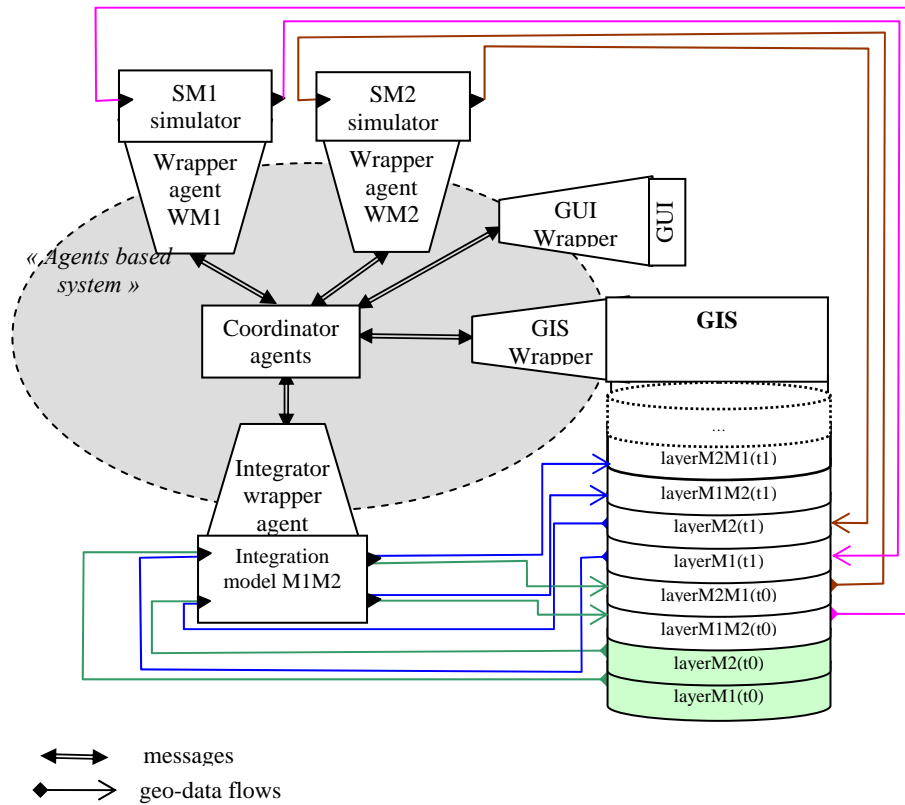 SM1
simulator
SM2
simulator
Wrapper
agent
WM1
Wrapper
agent
WM2
GUI
Wrapper
GUI
« Agents based
system »
Coordinator
agents
GIS
Wrapper
GIS
...
layerM2M1(t1)
layerM1M2(t1)
layerM2(t1)
layerM1(t1)
layerM2M1(t0)
layerM1M2(t0)
layerM2(t0)
layerM1(t0)
Integrator
wrapper
agent
Integration
model M1M2
messages
geo-data flows